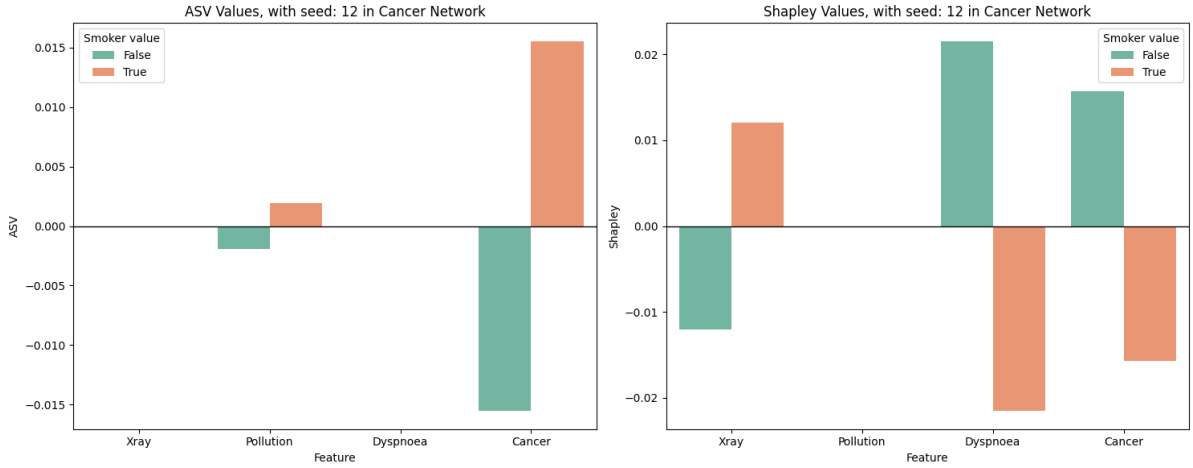 ASV Values, with seed: 12 in Cancer Network
Smoker value
False
True
0.015
0.010
0.005
0.000
−0.005
−0.010
−0.015
ASV
Xray
Pollution
Dyspnoea
Cancer
Feature
Shapley Values, with seed: 12 in Cancer Network
Smoker value
False
True
0.02
0.01
0.00
−0.01
−0.02
Shapley
Xray
Pollution
Dyspnoea
Cancer
Feature